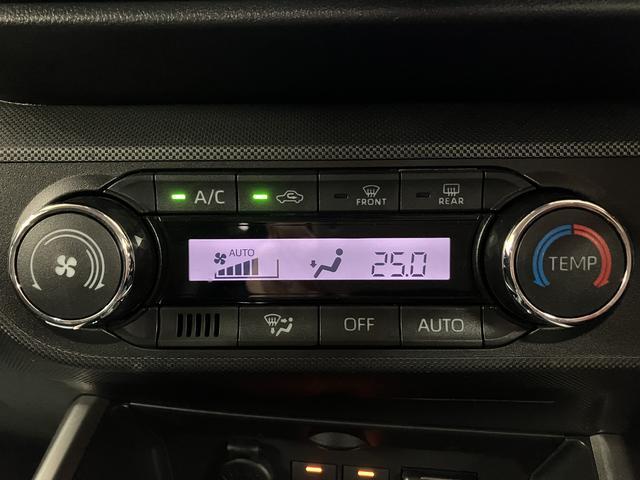 A/C
FRONT
REAR
AUTO
25.0
TEMP
OFF
AUTO